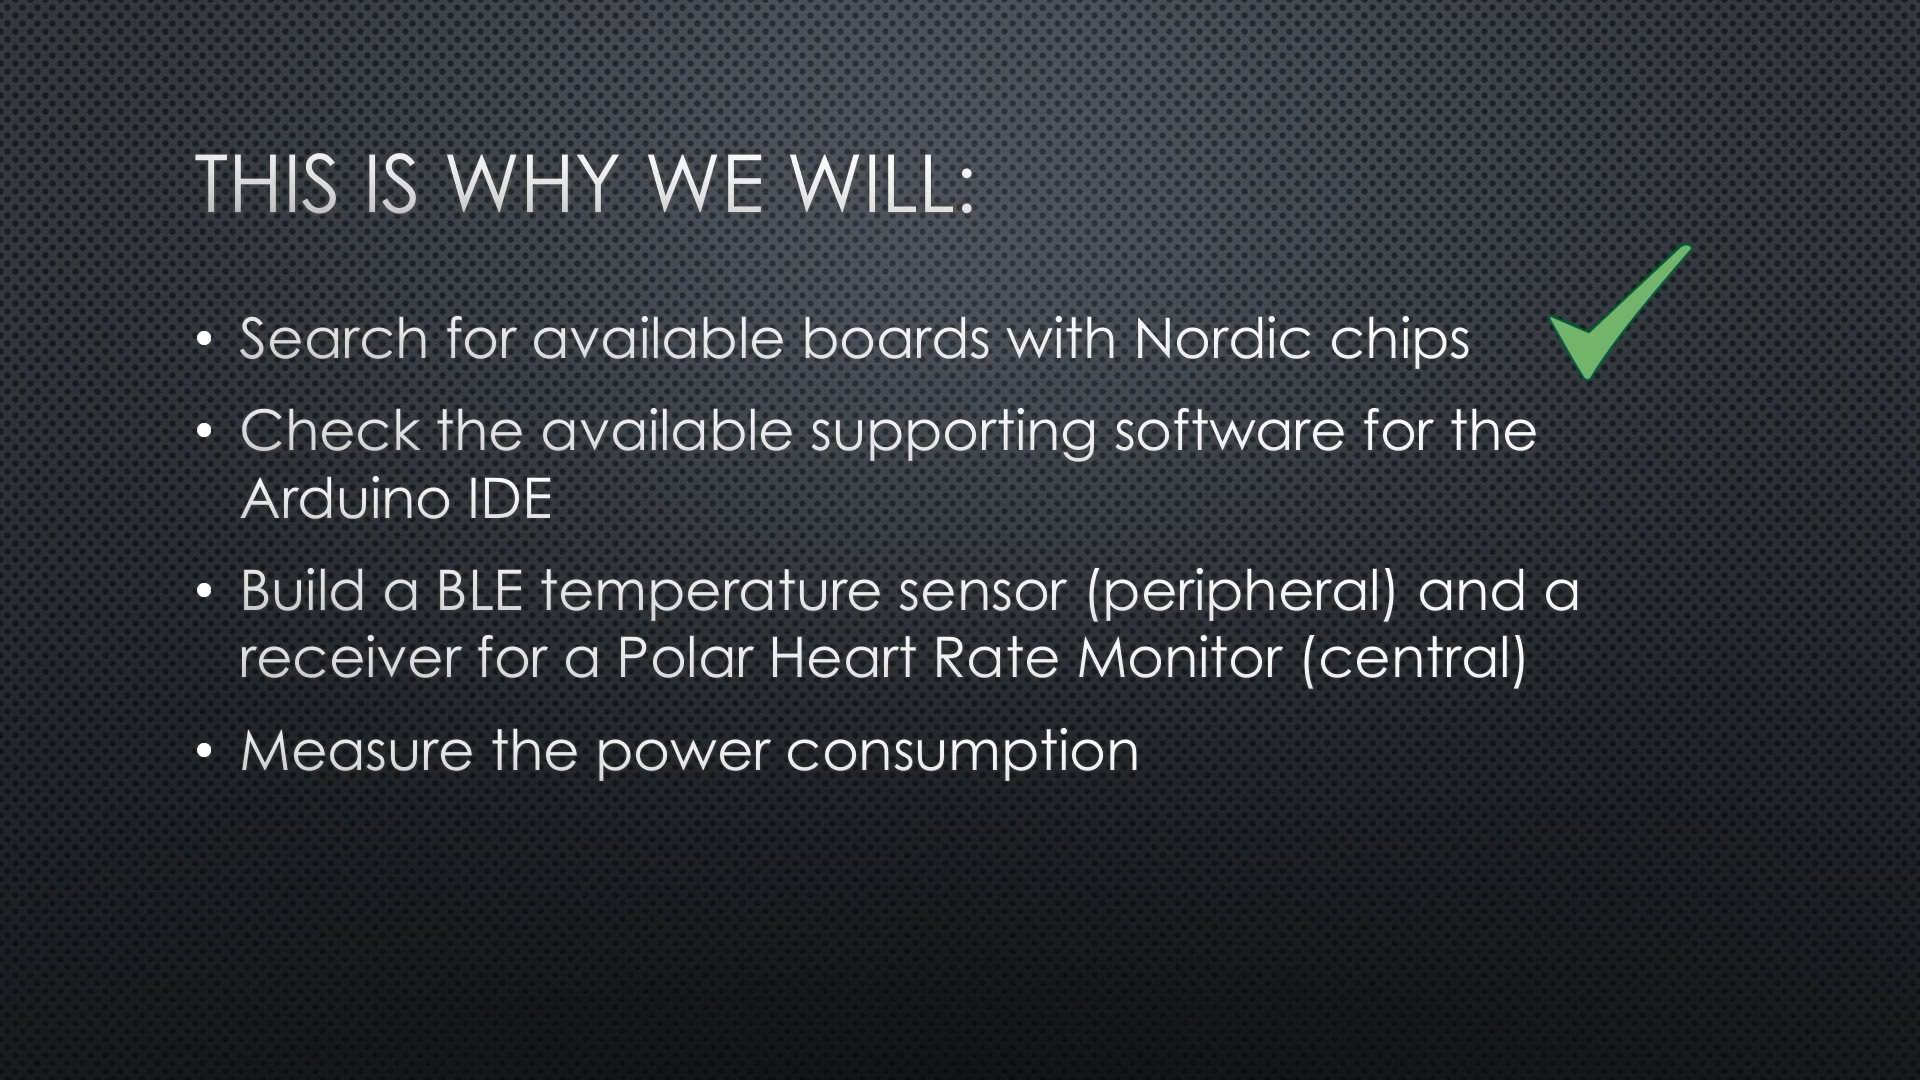 THIS IS WHY WE WILL:
• Search for available boards with Nordic chips
• Check the available supporting software for the
Arduino IDE
• Build a BLE temperature sensor (peripheral) and a
receiver for a Polar Heart Rate Monitor (central)
• Measure the power consumption